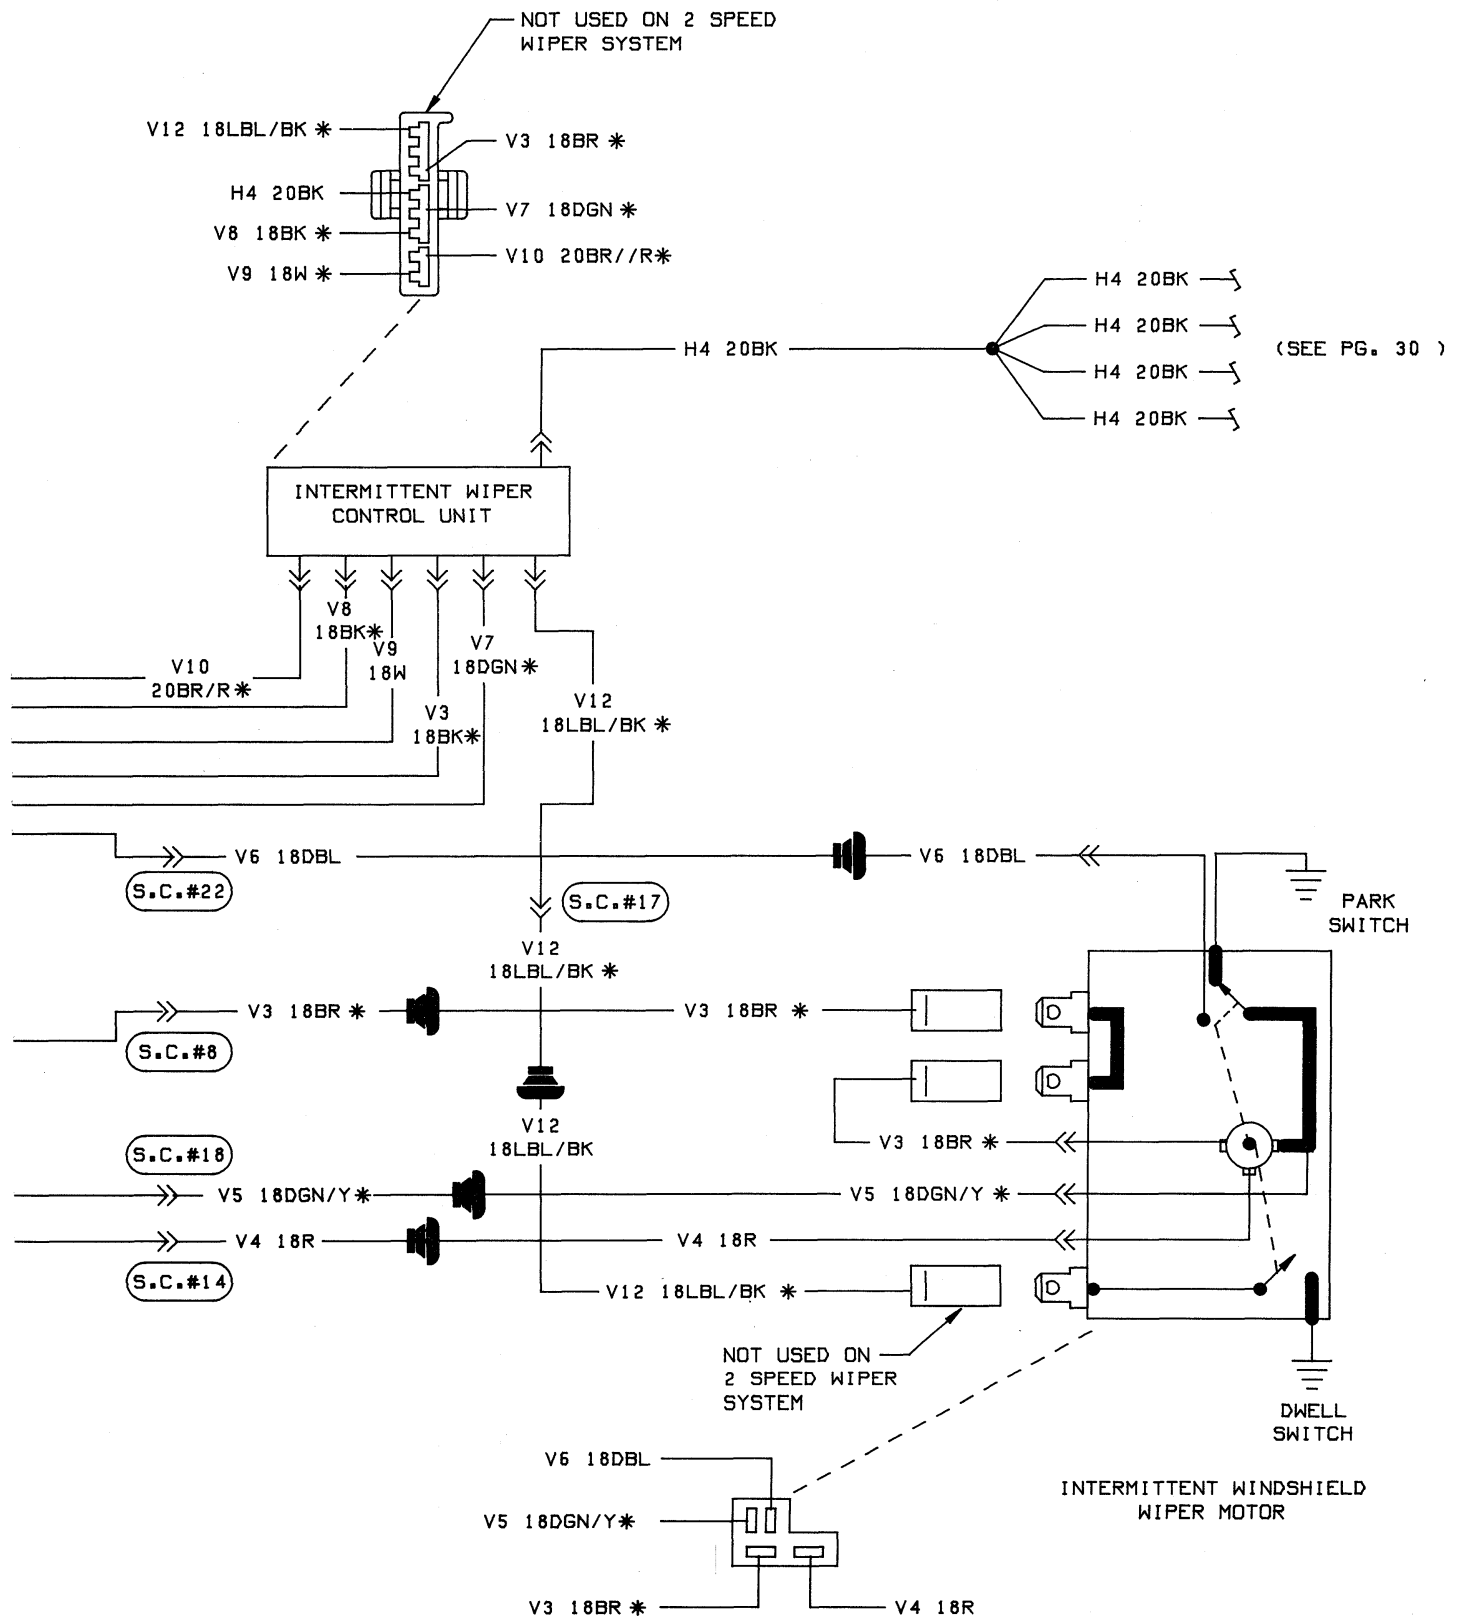 NOT USED ON 2 SPEED
WIPER SYSTEM
V12 18LBL/BK *
V3 18BR *
H4 20BK
V7 18DGN *
V8 18BK *
V10 20BR//R*
V9 18W *
H4 20BK
H4 20BK
H4 20BK
H4 20BK
H4 20BK
(SEE PG. 30 )
INTERMITTENT WIPER
CONTROL UNIT
V8
18BK*
V9
18W
V7
18DGN*
V10
20BR/R*
V3
18BK*
V12
18LBL/BK *
V6 18DBL
V6 18DBL
S.C.#22
S.C.#17
PARK
SWITCH
V12
18LBL/BK *
V3 18BR *
V3 18BR *
S.C.#8
V12
18LBL/BK
V3 18BR *
S.C.#18
V5 18DGN/Y*
V5 18DGN/Y *
V4 18R
V4 18R
S.C.#14
V12 18LBL/BK *
NOT USED ON
2 SPEED WIPER
SYSTEM
DWELL
SWITCH
INTERMITTENT WINDSHIELD
WIPER MOTOR
V6 18DBL
V5 18DGN/Y*
V3 18BR *
V4 18R